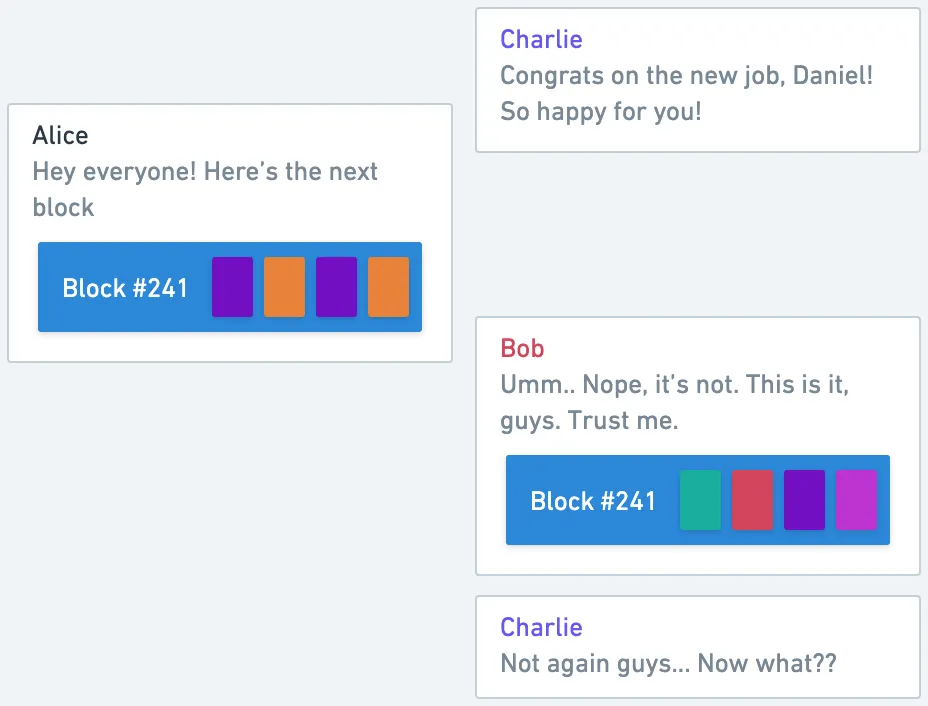 Charlie
Congrats on the new job, Daniel!
So happy for you!
Alice
Hey everyone! Here’s the next
block
Block #241
Bob
Umm.. Nope, it’s not. This is it,
guys. Trust me.
Block #241
Charlie
Not again guys... Now what??